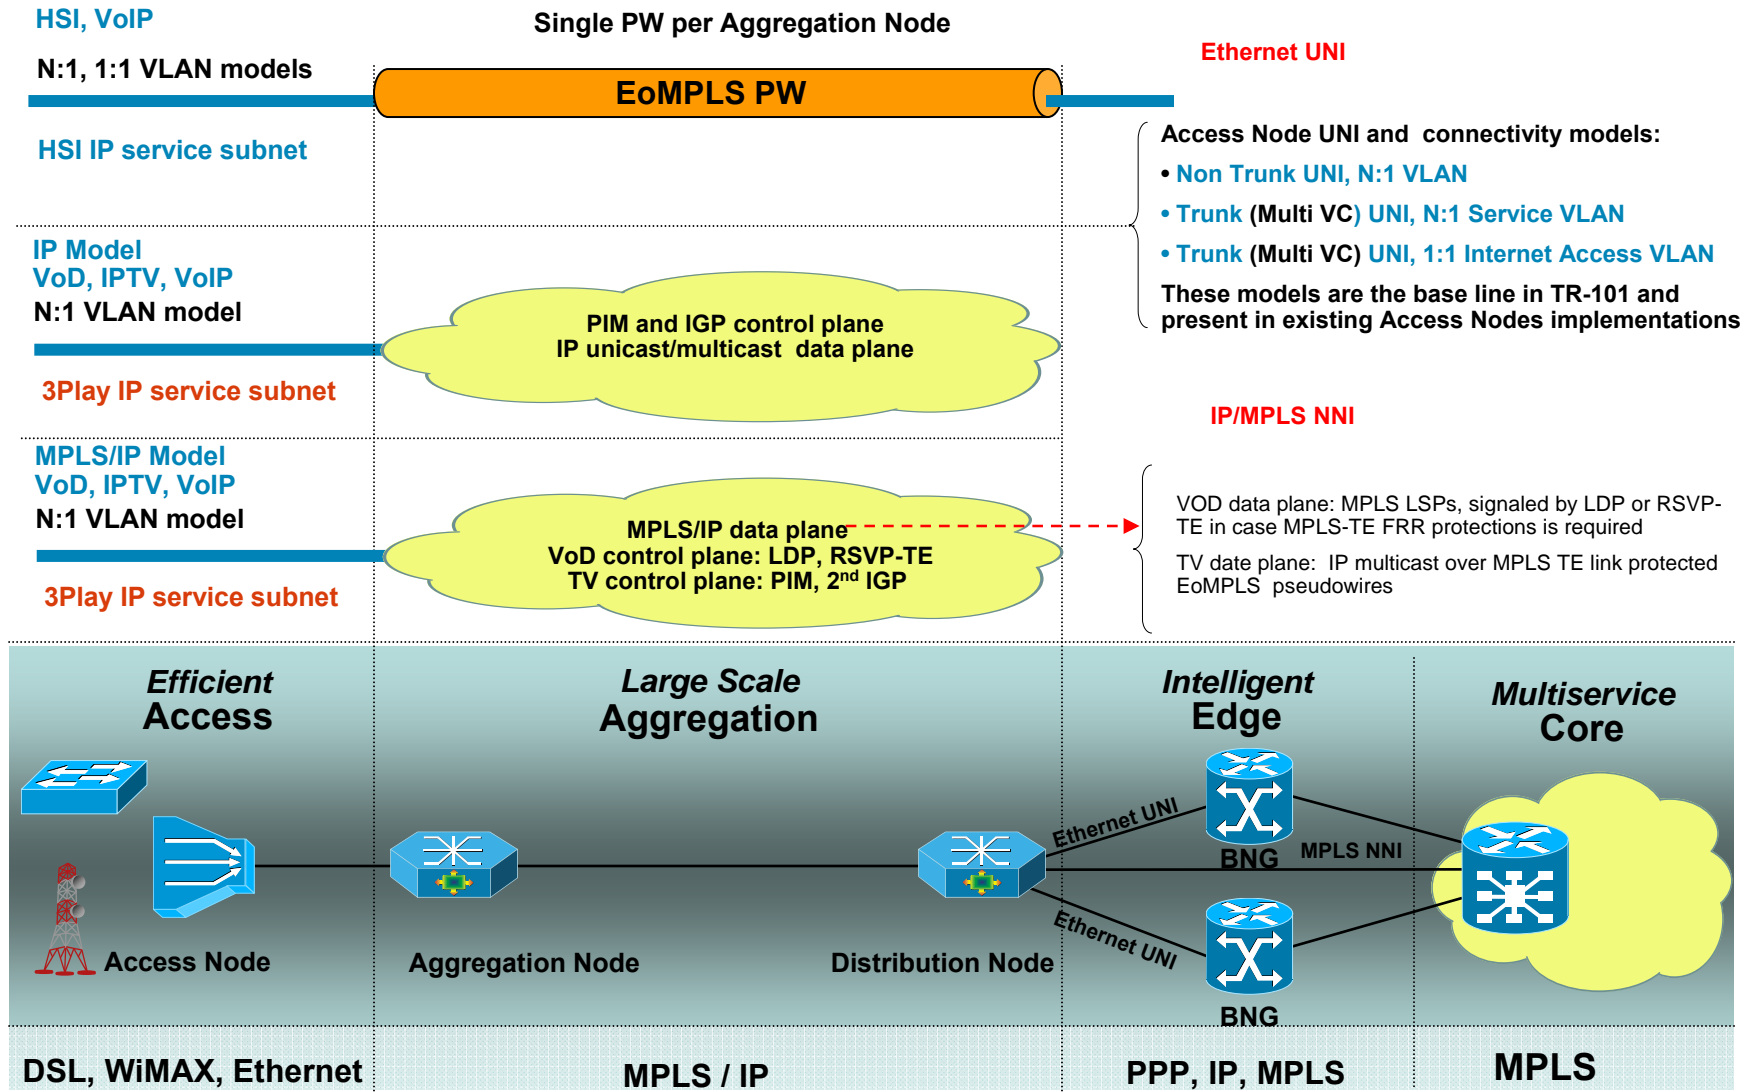 HSI, VoIP
Single PW per Aggregation Node
Ethernet UNI
N:1, 1:1 VLAN models
EoMPLS PW
HSI IP service subnet
Access Node UNI and connectivity models:
• Non Trunk UNI, N:1 VLAN
• Trunk (Multi VC) UNI, N:1 Service VLAN
• Trunk (Multi VC) UNI, 1:1 Internet Access VLAN
These models are the base line in TR-101 and
present in existing Access Nodes implementations
IP Model
VoD, IPTV, VoIP
N:1 VLAN model
PIM and IGP control plane
IP unicast/multicast data plane
3Play IP service subnet
IP/MPLS NNI
MPLS/IP Model
VoD, IPTV, VoIP
N:1 VLAN model
MPLS/IP data plane
VoD control plane: LDP, RSVP-TE
TV control plane: PIM, 2nd IGP
VOD data plane: MPLS LSPs, signaled by LDP or RSVP-
TE in case MPLS-TE FRR protections is required
TV date plane: IP multicast over MPLS TE link protected
EoMPLS pseudowires
3Play IP service subnet
Efficient
Access
Large Scale
Aggregation
Intelligent
Edge
Multiservice
Core
Ethernet UNI
BNG
MPLS NNI
Ethernet UNI
Access Node
Aggregation Node
Distribution Node
BNG
DSL, WiMAX, Ethernet
MPLS / IP
PPP, IP, MPLS
MPLS